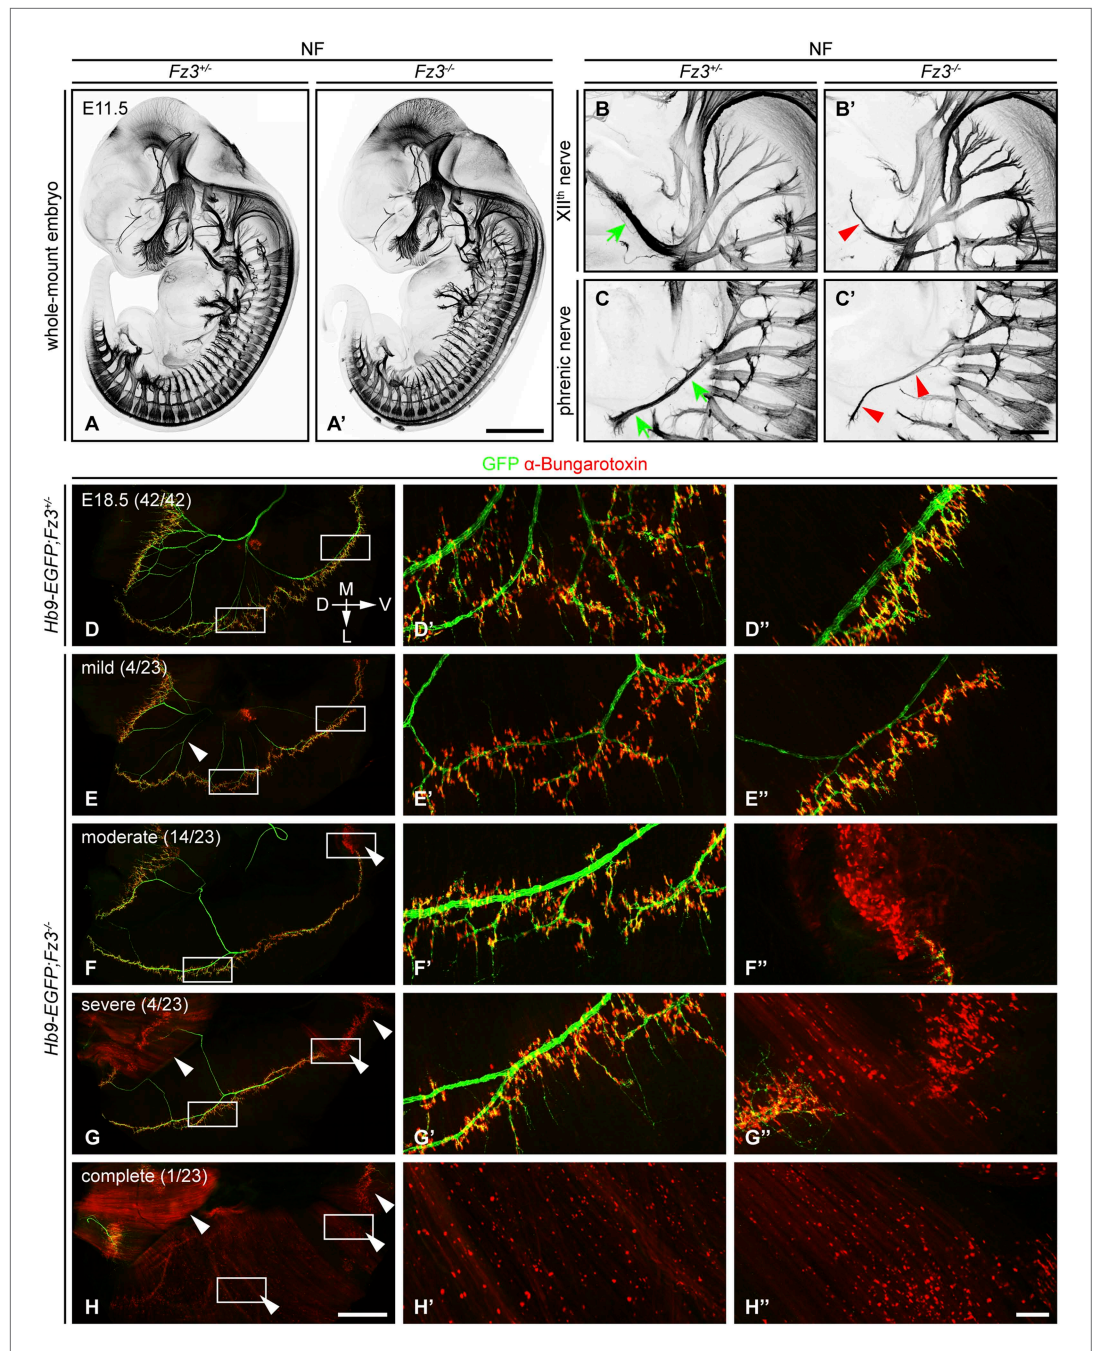 NF
NF
Fz3+/-
Fz3-/-
Fz3+/-
Fz3-/-
whole-mount embryo
E11.5
A
A’
XIIth nerve
B
B’
phrenic nerve
C
C’
GFP α-Bungarotoxin
Hb9-EGFP;Fz3+/-
E18.5 (42/42)
M
D
V
L
D
D’
D”
Hb9-EGFP;Fz3-/-
mild (4/23)
E
E’
E”
moderate (14/23)
F
F’
F”
severe (4/23)
G
G’
G”
complete (1/23)
H
H’
H”